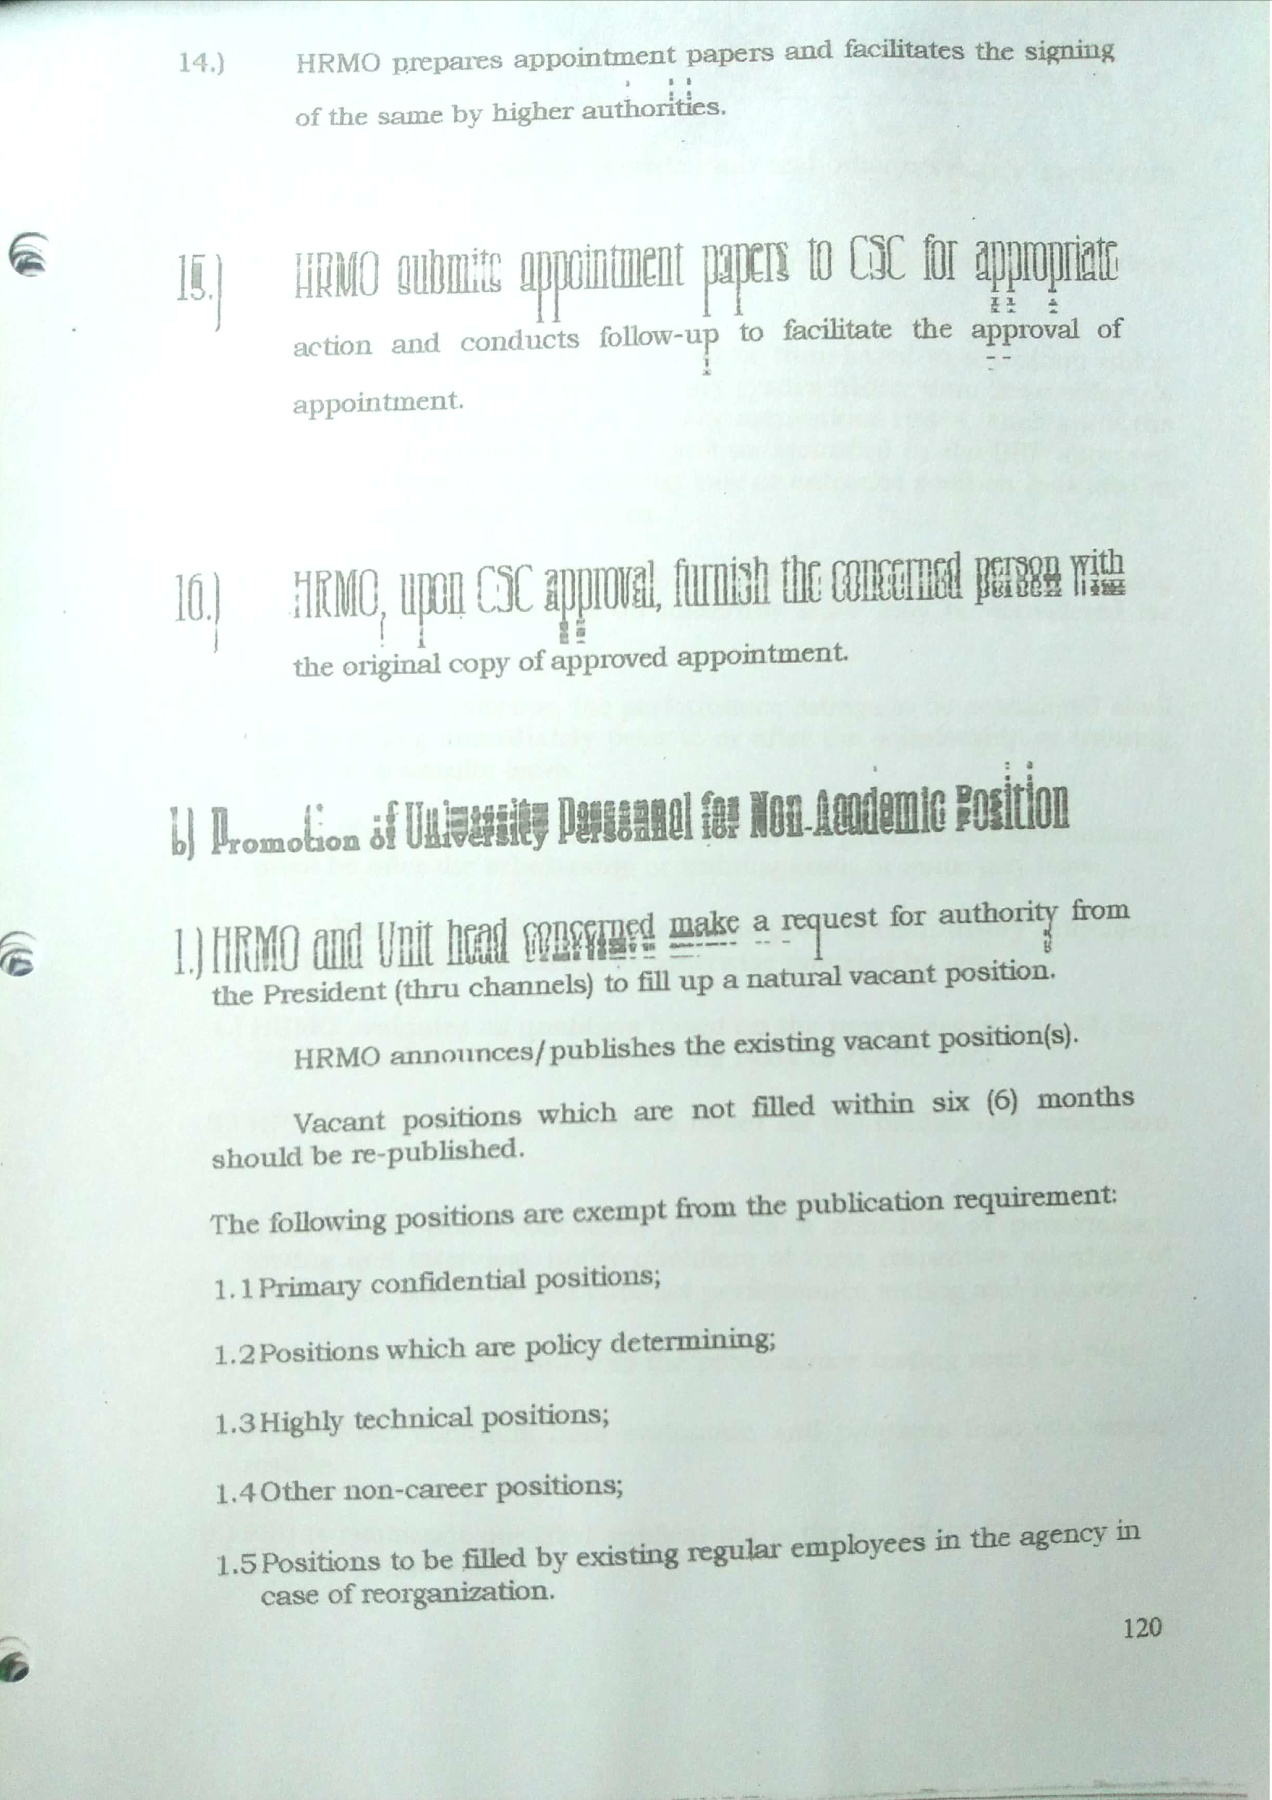 14.) HRMO prepares appointment papers and facilitates the signing
of the same by higher authorities.
15.) HRMO submits appointment papers to CSC for appropriate
action and conducts follow-up to facilitate the approval of
appointment.
16.) HRMO, upon CSC approval, furnish the concerned person with
the original copy of approved appointment.
b) Promotion of University Personnel for Non-Academic Position
1.) HRMO and Unit head concerned make a request for authority from
the President (thru channels) to fill up a natural vacant position.
HRMO announces/publishes the existing vacant position(s).
Vacant positions which are not filled within six (6) months
should be re-published.
The following positions are exempt from the publication requirement:
1.1 Primary confidential positions;
1.2 Positions which are policy determining;
1.3 Highly technical positions;
1.4 Other non-career positions;
1.5 Positions to be filled by existing regular employees in the agency in
case of reorganization.
120